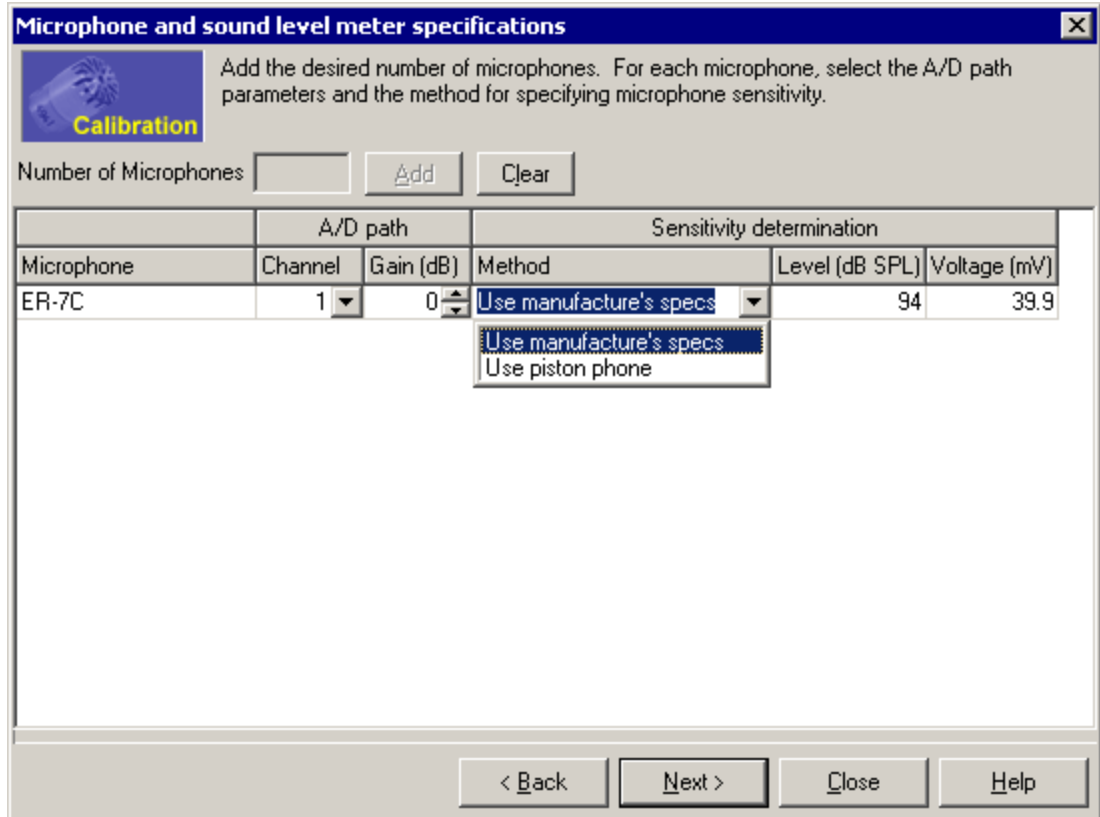 Microphone and sound level meter specifications
Add the desired number of microphones. For each microphone, select the A/D path
parameters and the method for specifying microphone sensitivity.
Calibration
Number of Microphones Add Clear
A/D path Sensitivity determination
Microphone Channel Gain (dB) Method Level (dB SPL) Voltage (mV)
ER-7C 1 0 Use manufacture's specs 94 39.9
Use manufacture's specs
Use piston phone
< Back Next > Close Help